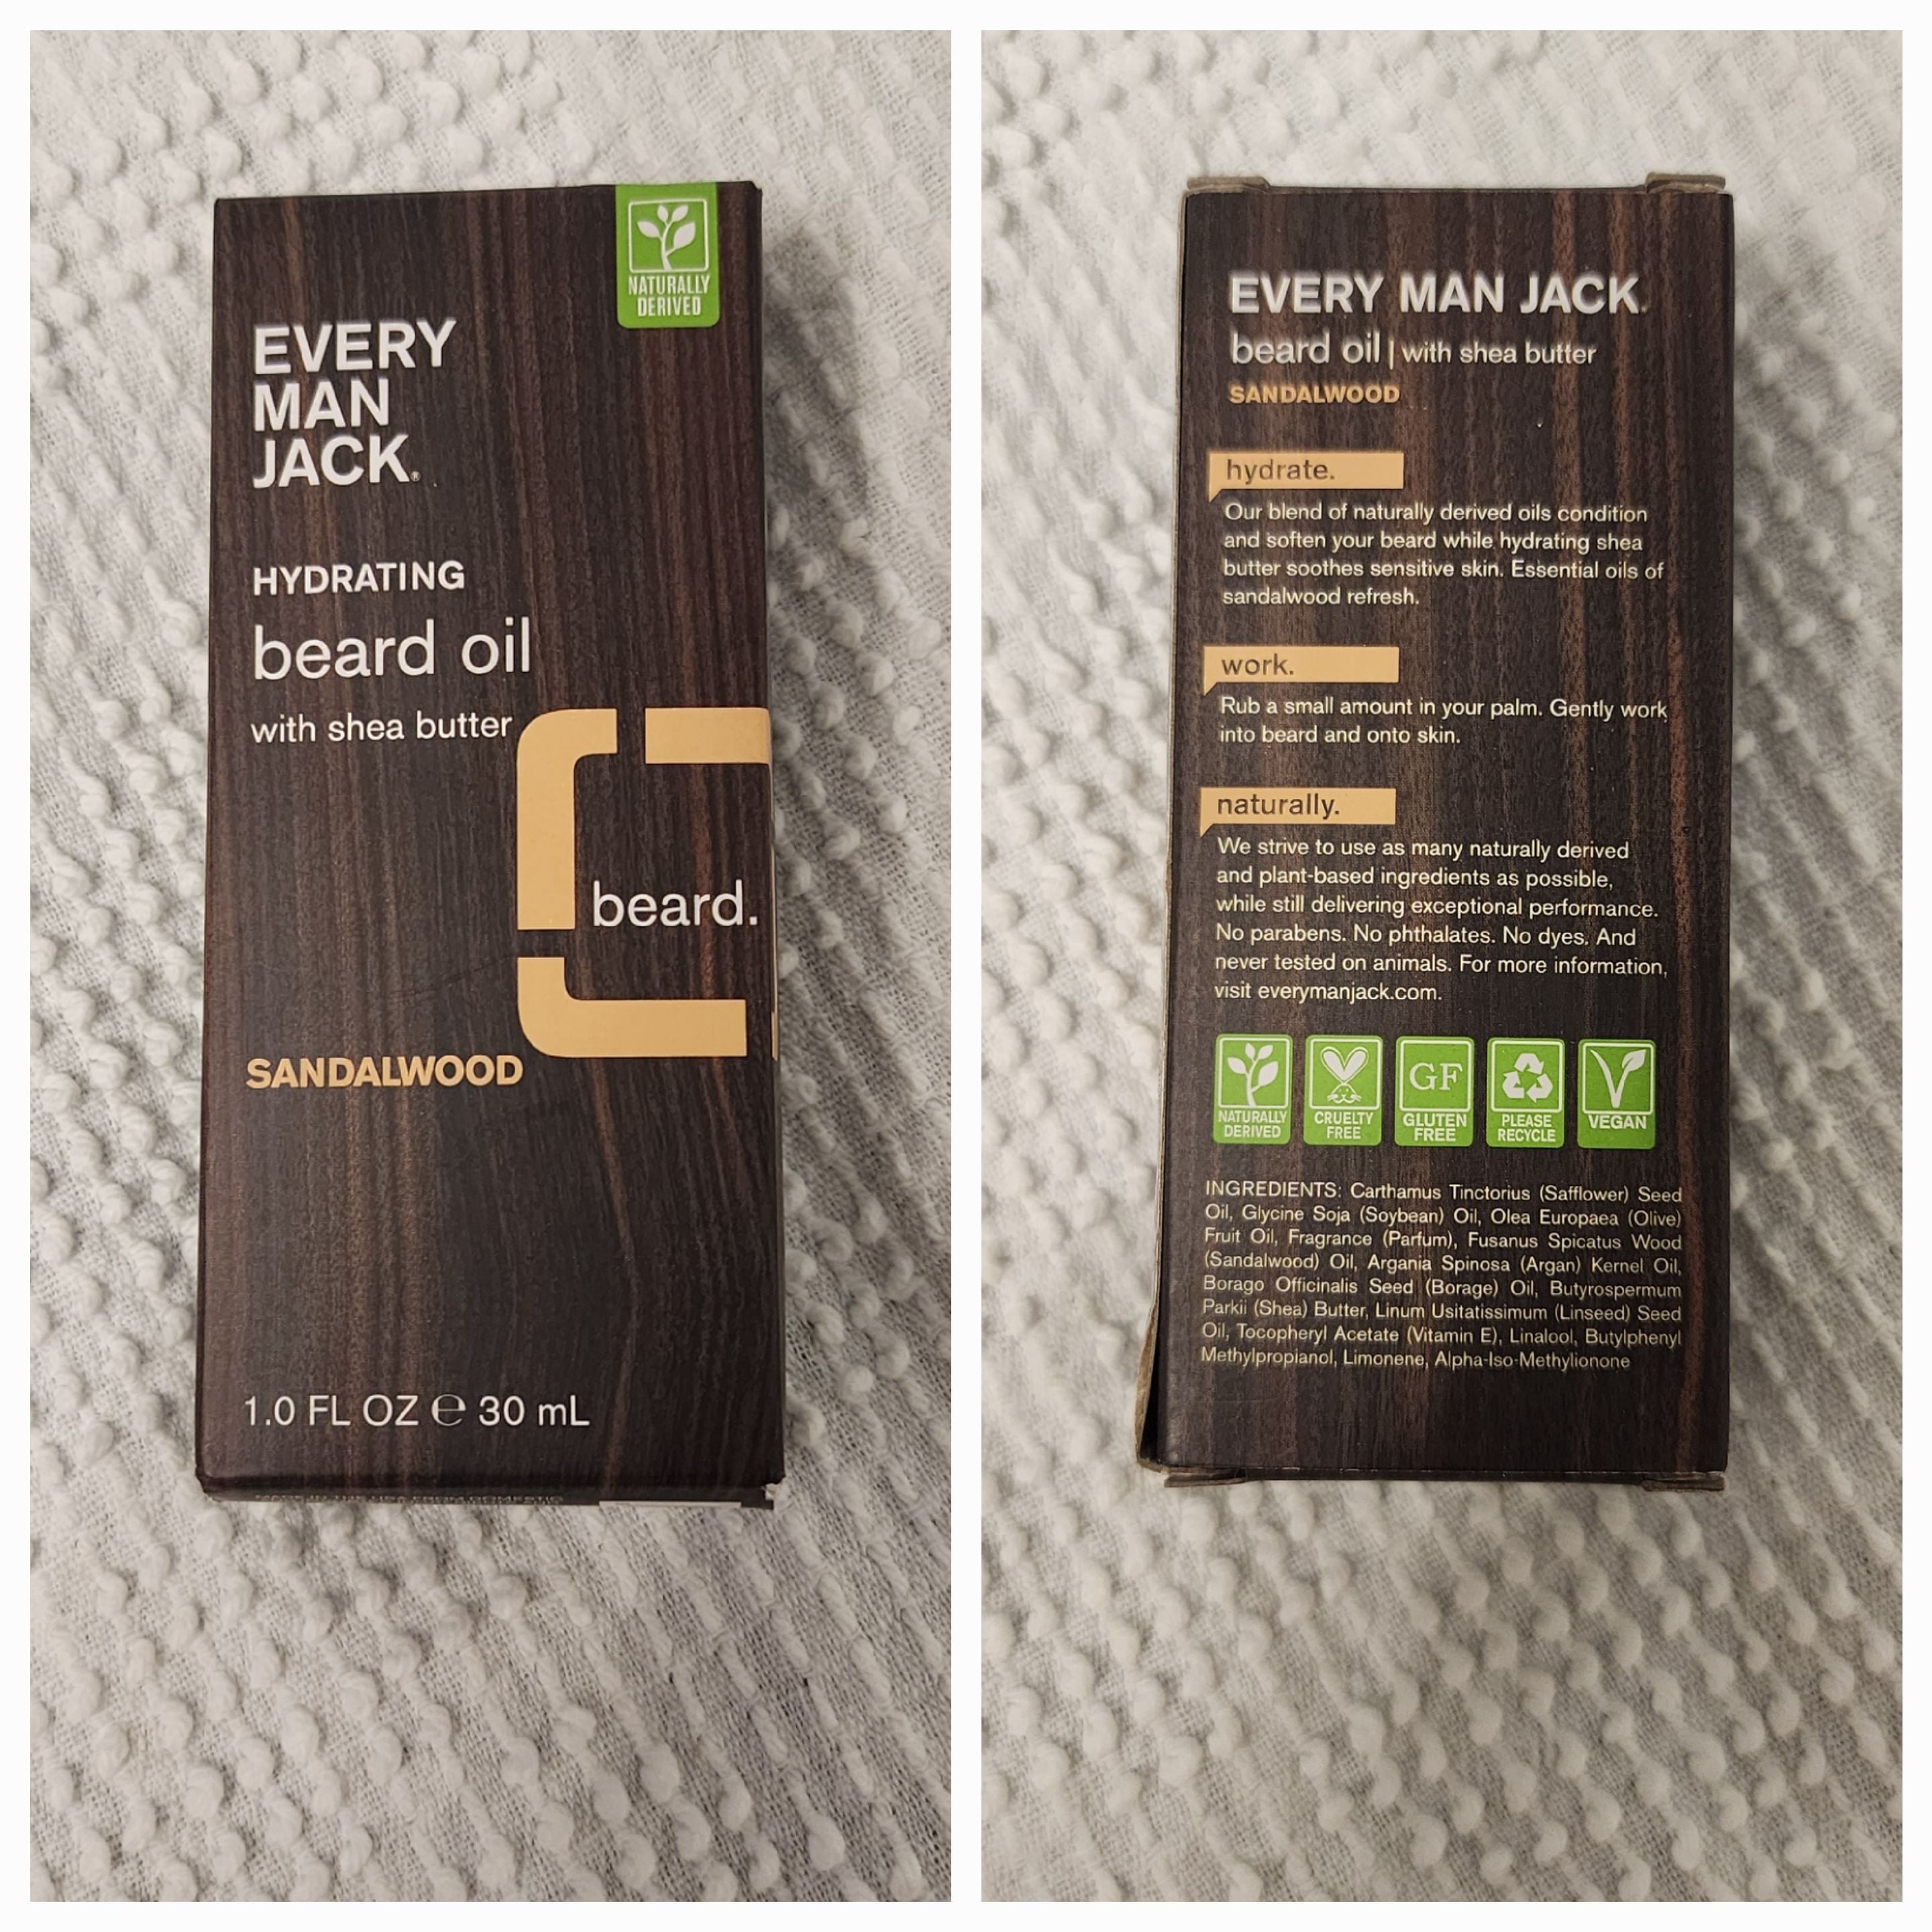 NATURALLY
DERIVED
EVERY
MAN
JACK®
HYDRATING
beard oil
with shea butter
beard.
SANDALWOOD
1.0 FL OZ ℮ 30 mL
EVERY MAN JACK.
beard oil | with shea butter
SANDALWOOD
hydrate.
Our blend of naturally derived oils condition
and soften your beard while hydrating shea
butter soothes sensitive skin. Essential oils of
sandalwood refresh.
work.
Rub a small amount in your palm. Gently work
into beard and onto skin.
naturally.
We strive to use as many naturally derived
and plant-based ingredients as possible,
while still delivering exceptional performance.
No parabens. No phthalates. No dyes. And
never tested on animals. For more information,
visit everymanjack.com.
NATURALLY
DERIVED
CRUELTY
FREE
GF
GLUTEN
FREE
PLEASE
RECYCLE
VEGAN
INGREDIENTS: Carthamus Tinctorius (Safflower) Seed
Oil, Glycine Soja (Soybean) Oil, Olea Europaea (Olive)
Fruit Oil, Fragrance (Parfum), Fusanus Spicatus Wood
(Sandalwood) Oil, Argania Spinosa (Argan) Kernel Oil,
Borago Officinalis Seed (Borage) Oil, Butyrospermum
Parkii (Shea) Butter, Linum Usitatissimum (Linseed) Seed
Oil, Tocopheryl Acetate (Vitamin E), Linalool, Butylphenyl
Methylpropianol, Limonene, Alpha-Iso-Methylionone